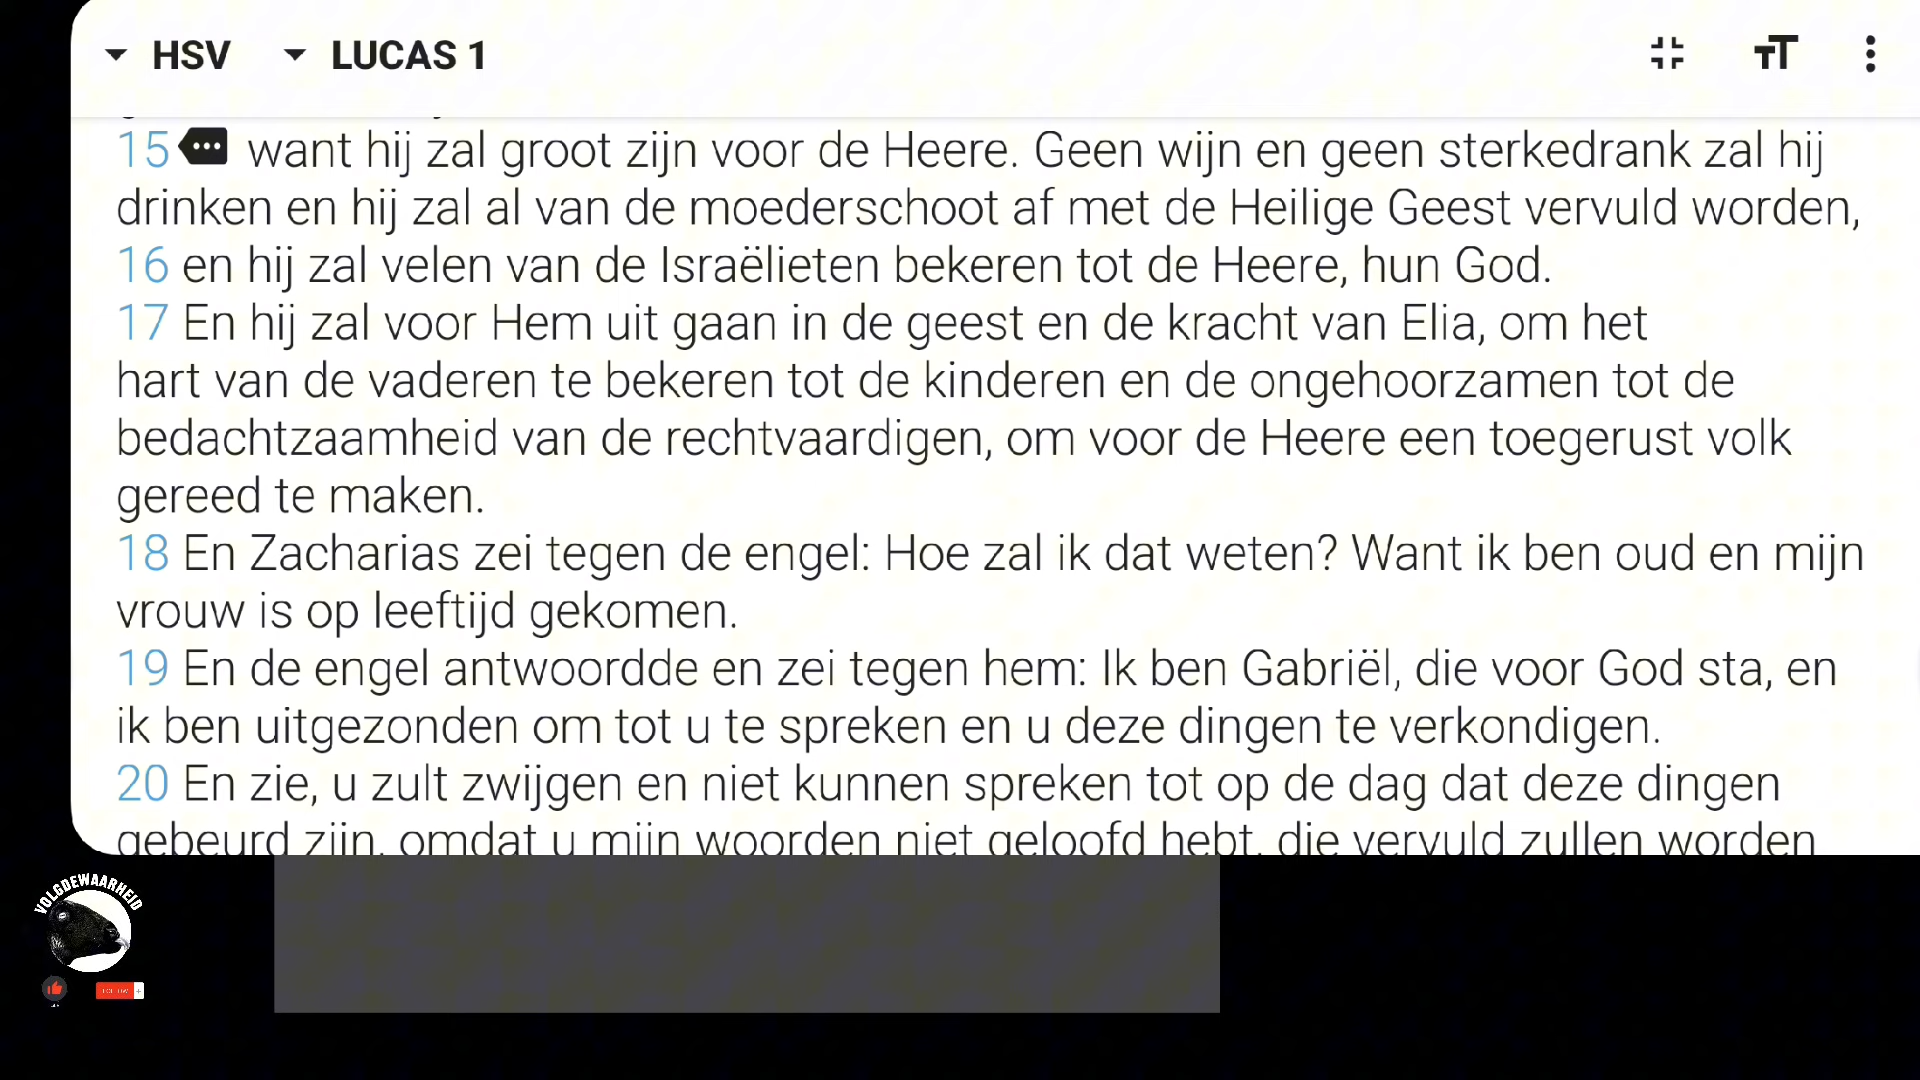 HSV LUCAS 1
15 want hij zal groot zijn voor de Heere. Geen wijn en geen sterkedrank zal hij
drinken en hij zal al van de moederschoot af met de Heilige Geest vervuld worden,
16 en hij zal velen van de Israëlieten bekeren tot de Heere, hun God.
17 En hij zal voor Hem uit gaan in de geest en de kracht van Elia, om het
hart van de vaderen te bekeren tot de kinderen en de ongehoorzamen tot de
bedachtzaamheid van de rechtvaardigen, om voor de Heere een toegerust volk
gereed te maken.
18 En Zacharias zei tegen de engel: Hoe zal ik dat weten? Want ik ben oud en mijn
vrouw is op leeftijd gekomen.
19 En de engel antwoordde en zei tegen hem: Ik ben Gabriël, die voor God sta, en
ik ben uitgezonden om tot u te spreken en u deze dingen te verkondigen.
20 En zie, u zult zwijgen en niet kunnen spreken tot op de dag dat deze dingen
gebeurd zijn, omdat u mijn woorden niet geloofd hebt, die vervuld zullen worden
VOLGDEWAARHEID
FOLLOW